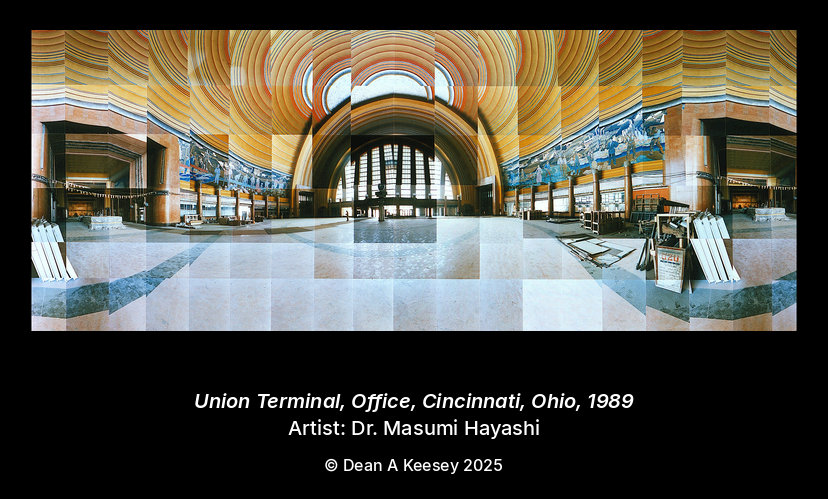 Union Terminal, Office, Cincinnati, Ohio, 1989
Artist: Dr. Masumi Hayashi
© Dean A Keesey 2025